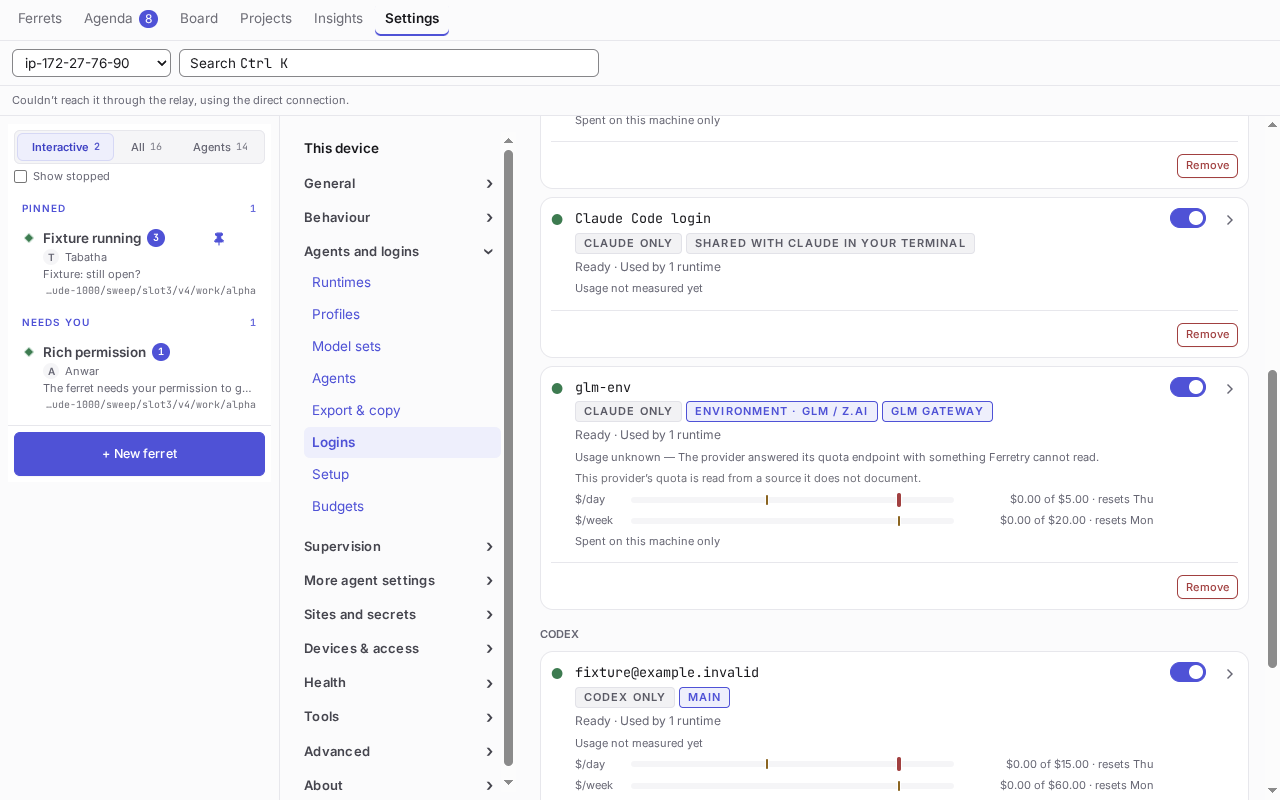 Ferrets Agenda 8 Board Projects Insights Settings
ip-172-27-76-90 Search Ctrl K
Couldn't reach it through the relay, using the direct connection.
Interactive 2 All 16 Agents 14
Show stopped
PINNED 1
Fixture running 3
T Tabatha
Fixture: still open?
…ude-1000/sweep/slot3/v4/work/alpha
NEEDS YOU 1
Rich permission 1
A Anwar
The ferret needs your permission to g…
…ude-1000/sweep/slot3/v4/work/alpha
+ New ferret
This device
General
Behaviour
Agents and logins
Runtimes
Profiles
Model sets
Agents
Export & copy
Logins
Setup
Budgets
Supervision
More agent settings
Sites and secrets
Devices & access
Health
Tools
Advanced
About
Spent on this machine only
Remove
Claude Code login
CLAUDE ONLY SHARED WITH CLAUDE IN YOUR TERMINAL
Ready · Used by 1 runtime
Usage not measured yet
Remove
glm-env
CLAUDE ONLY ENVIRONMENT · GLM / Z.AI GLM GATEWAY
Ready · Used by 1 runtime
Usage unknown — The provider answered its quota endpoint with something Ferretry cannot read.
This provider's quota is read from a source it does not document.
$/day $0.00 of $5.00 · resets Thu
$/week $0.00 of $20.00 · resets Mon
Spent on this machine only
Remove
CODEX
fixture@example.invalid
CODEX ONLY MAIN
Ready · Used by 1 runtime
Usage not measured yet
$/day $0.00 of $15.00 · resets Thu
$/week $0.00 of $60.00 · resets Mon